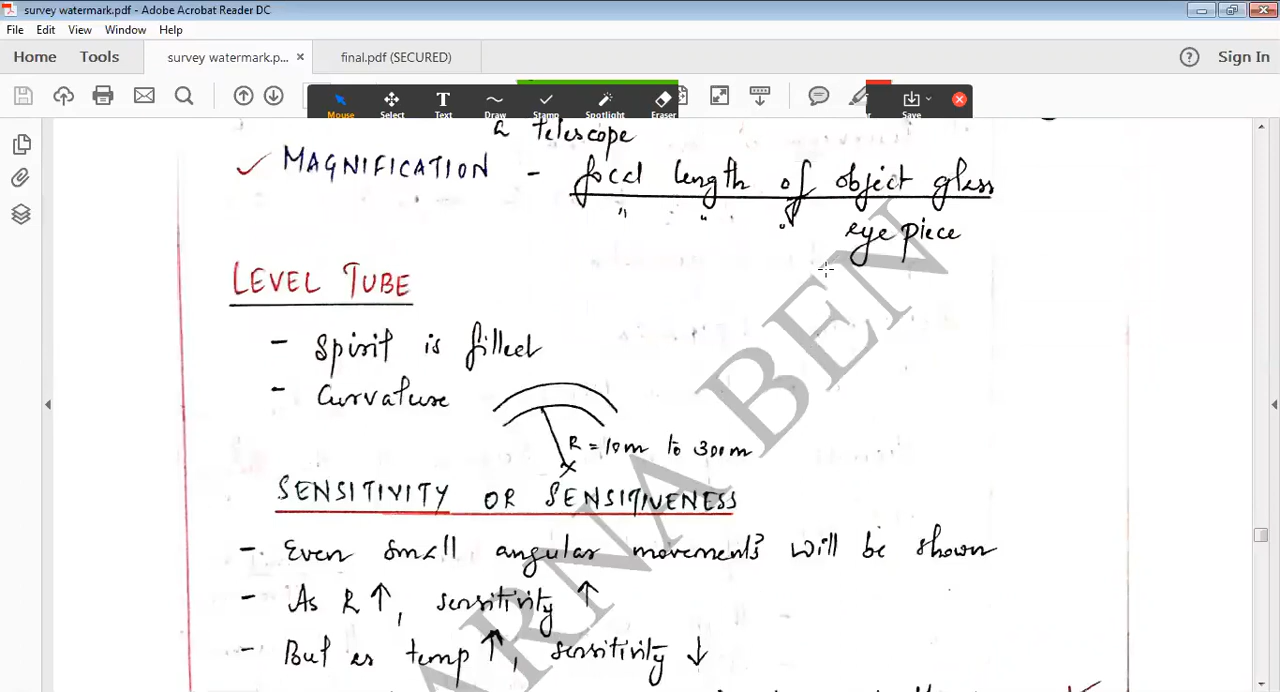 survey watermark.pdf - Adobe Acrobat Reader DC
File Edit View Window Help
Home Tools survey watermark.p... × final.pdf (SECURED) Sign In
Mouse Select Text Draw Stamp Spotlight Eraser Save
a telescope
✓ MAGNIFICATION - focal length of object glass
" " " eye piece
LEVEL TUBE
- Spirit is filled
- Curvature
R = 10m to 300m
SENSITIVITY OR SENSITIVENESS
- Even small angular movements will be shown
- As R ↑, sensitivity ↑
- But as temp ↑, sensitivity ↓
ARNA BEN